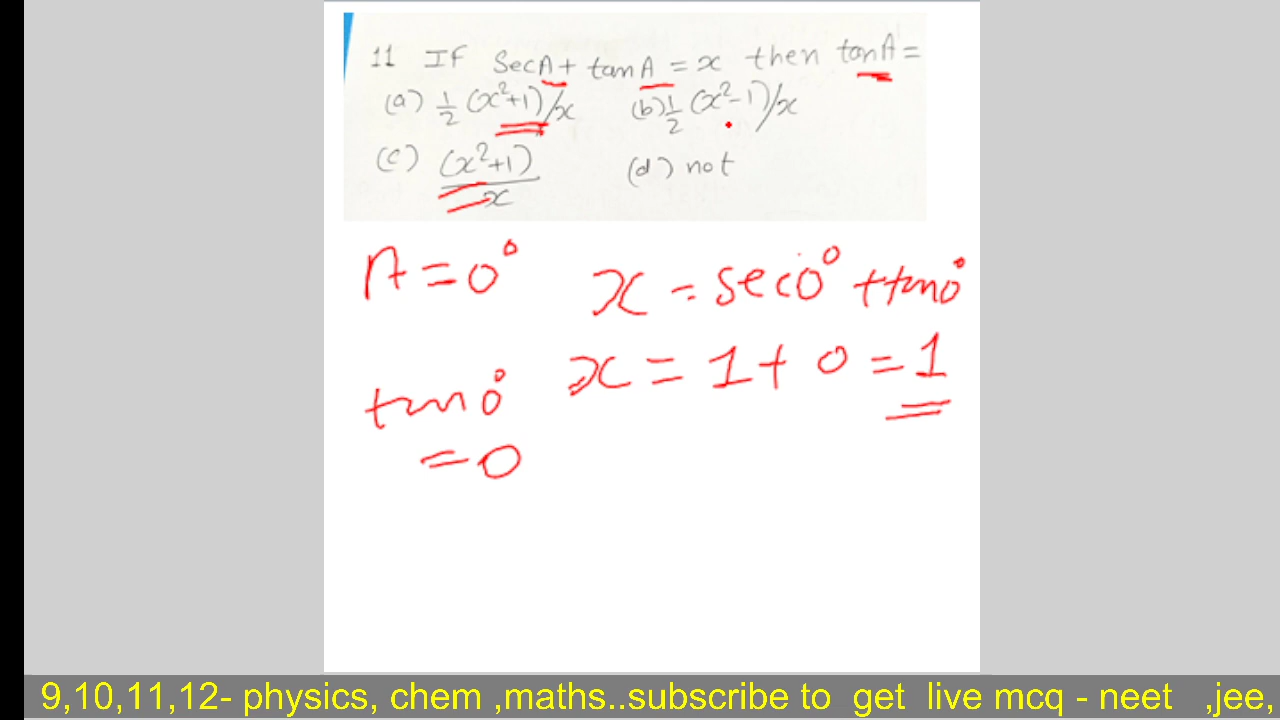 11 If SecA + tanA = x then tanA =
(a) 1/2 (x²+1)/x (b) 1/2 (x²-1)/x
(c) (x²+1)/x (d) not
A = 0° x = sec0° + tan0°
x = 1 + 0 = 1
tan0°
= 0
9,10,11,12- physics, chem ,maths..subscribe to get live mcq - neet ,jee,